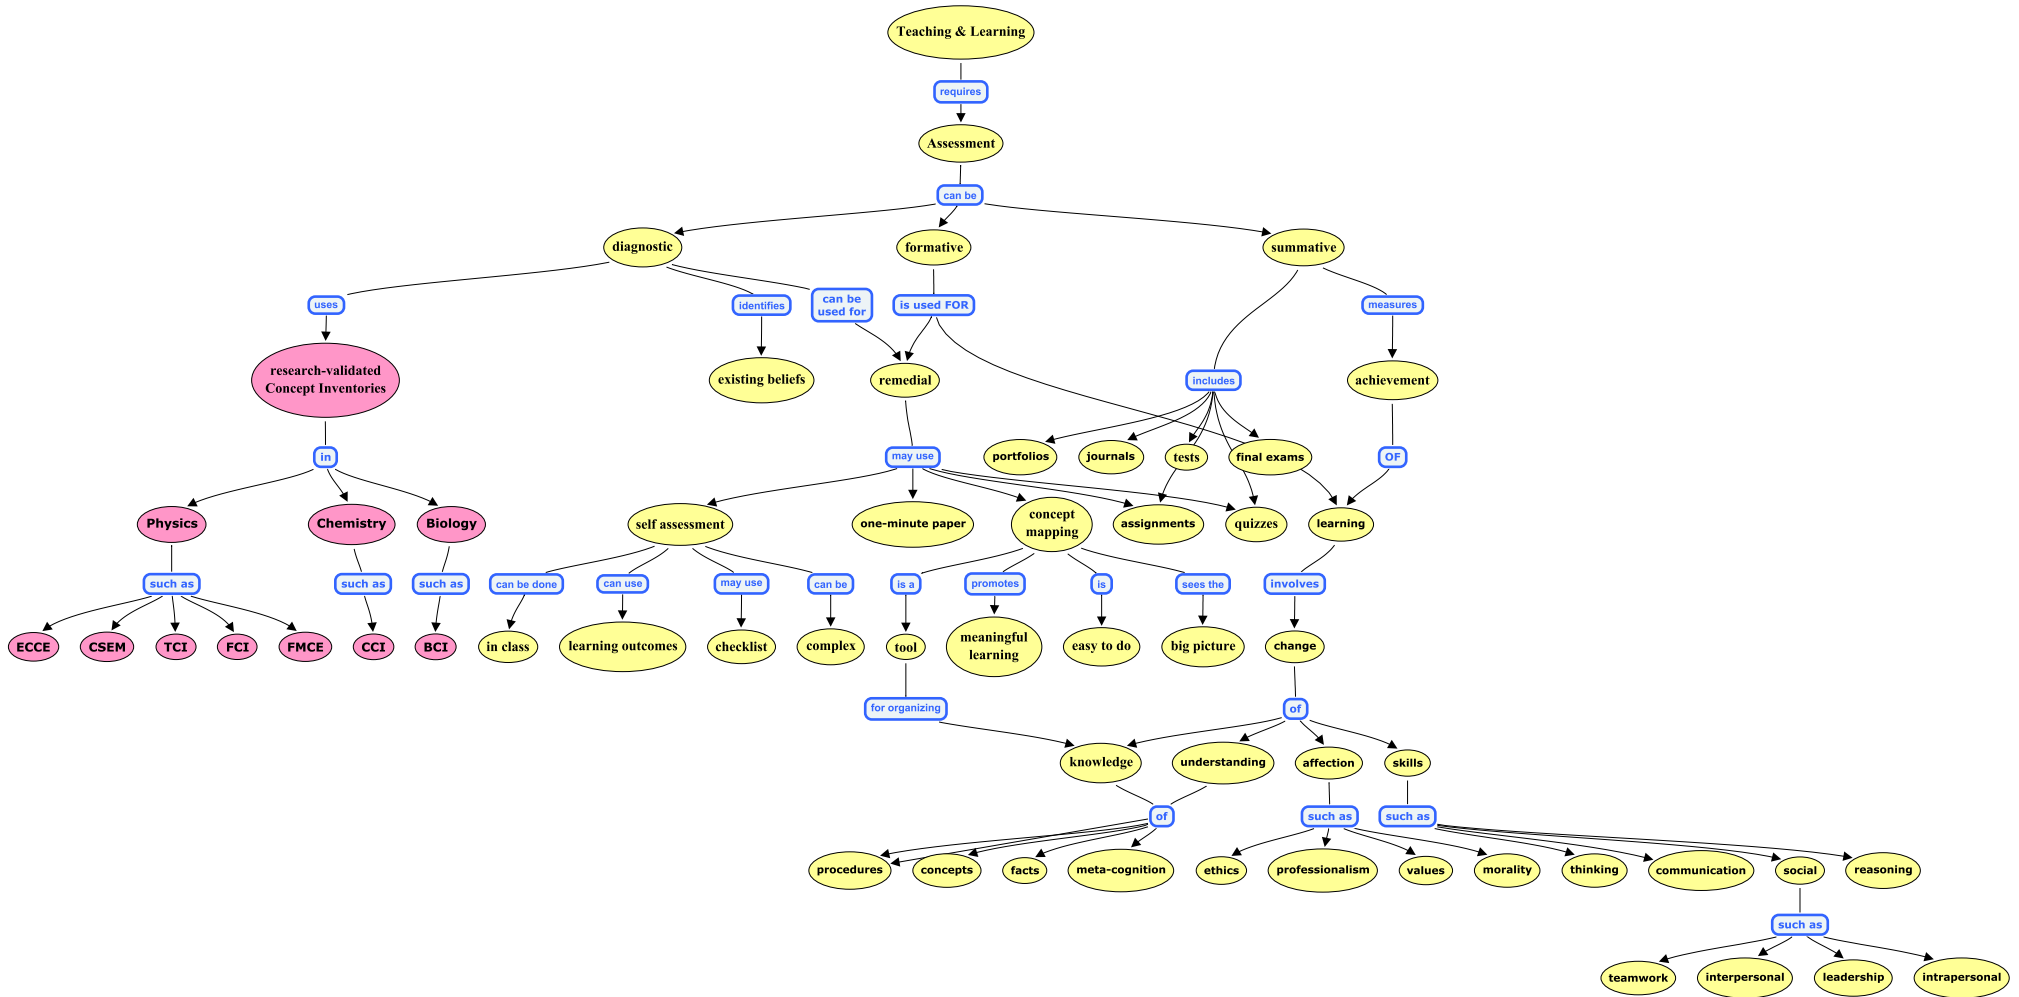 Teaching & Learning
requires
Assessment
can be
diagnostic
formative
summative
uses
identifies
can be
used for
is used FOR
measures
research-validated
Concept Inventories
existing beliefs
remedial
includes
achievement
in
may use
portfolios
journals
tests
final exams
OF
Physics
Chemistry
Biology
self assessment
one-minute paper
concept
mapping
assignments
quizzes
learning
such as
such as
such as
can be done
can use
may use
can be
is a
promotes
is
sees the
involves
ECCE
CSEM
TCI
FCI
FMCE
CCI
BCI
in class
learning outcomes
checklist
complex
tool
meaningful
learning
easy to do
big picture
change
for organizing
of
knowledge
understanding
affection
skills
of
such as
such as
procedures
concepts
facts
meta-cognition
ethics
professionalism
values
morality
thinking
communication
social
reasoning
such as
teamwork
interpersonal
leadership
intrapersonal